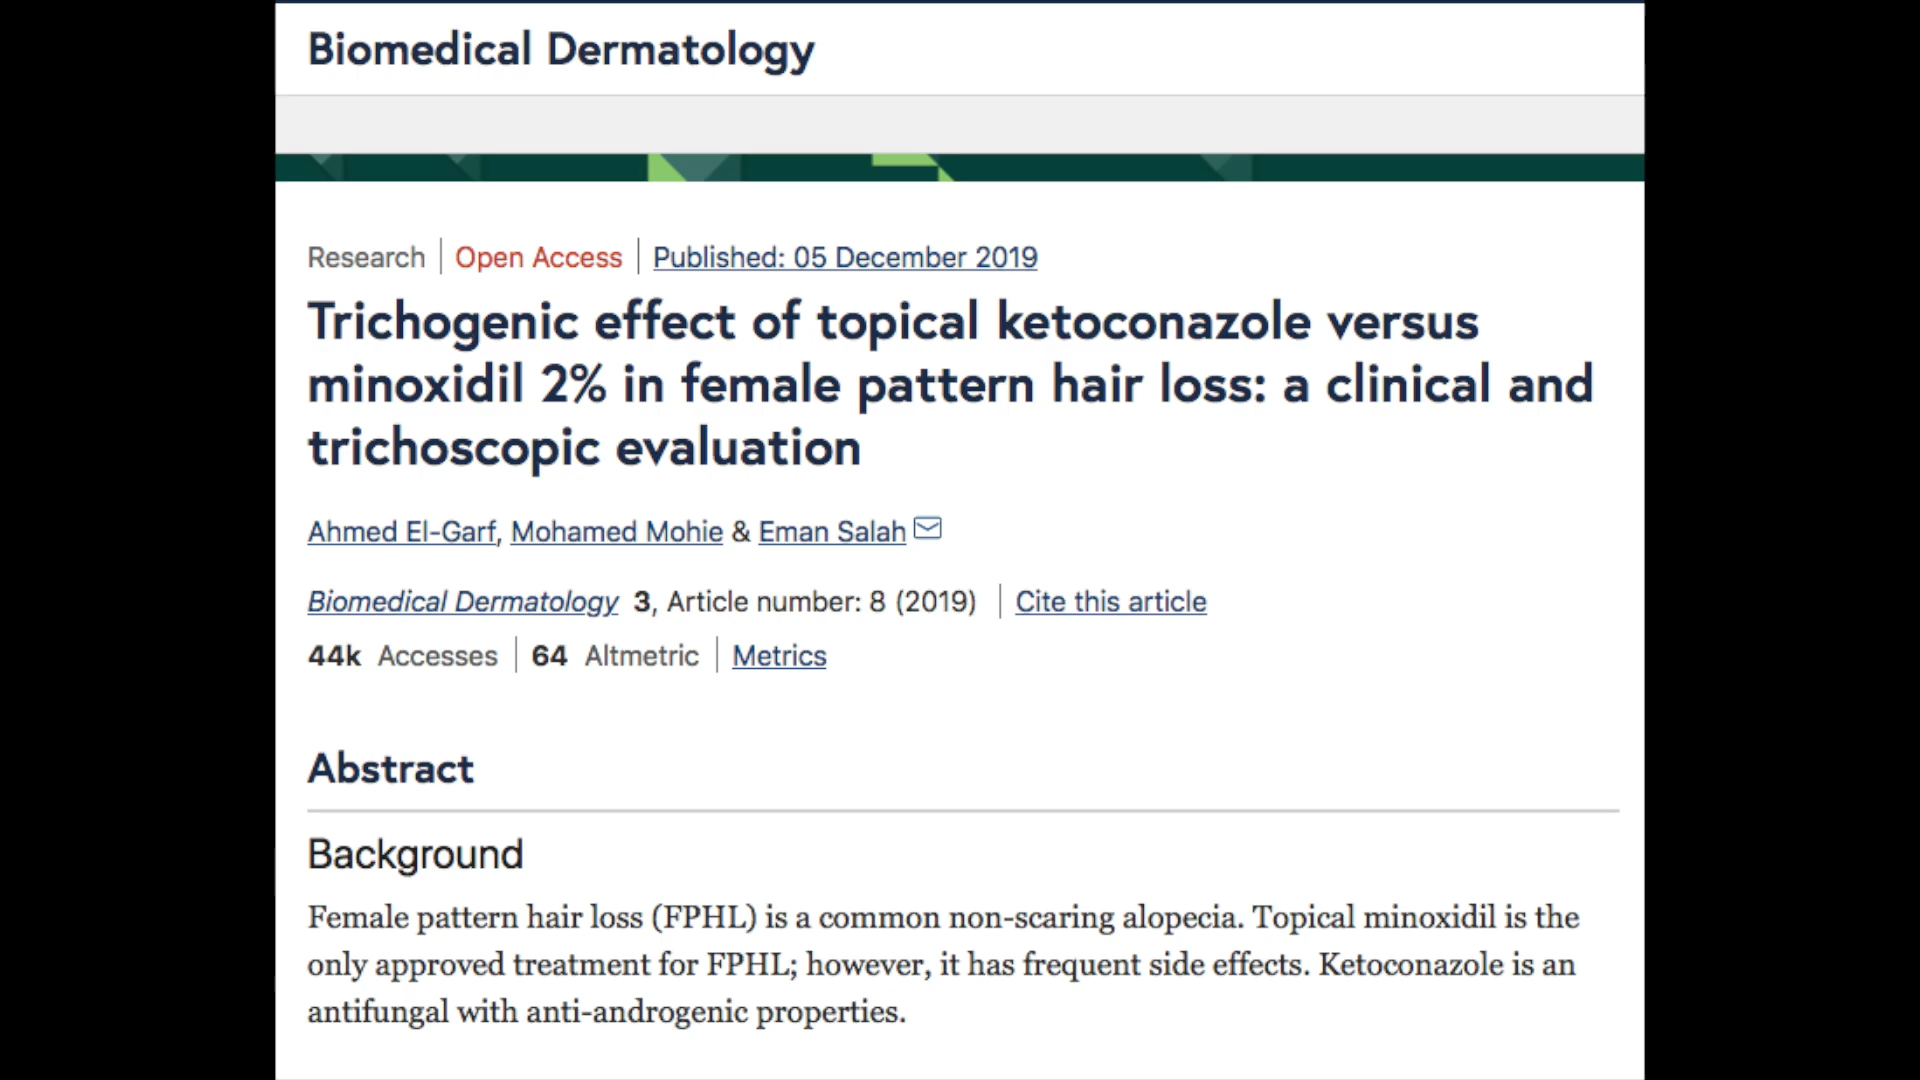 Biomedical Dermatology
Research | Open Access | Published: 05 December 2019
Trichogenic effect of topical ketoconazole versus
minoxidil 2% in female pattern hair loss: a clinical and
trichoscopic evaluation
Ahmed El-Garf, Mohamed Mohie & Eman Salah
Biomedical Dermatology 3, Article number: 8 (2019) | Cite this article
44k Accesses | 64 Altmetric | Metrics
Abstract
Background
Female pattern hair loss (FPHL) is a common non-scaring alopecia. Topical minoxidil is the
only approved treatment for FPHL; however, it has frequent side effects. Ketoconazole is an
antifungal with anti-androgenic properties.